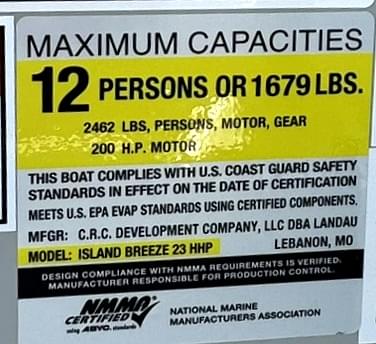 MAXIMUM CAPACITIES
12 PERSONS OR 1679 LBS.
2462 LBS, PERSONS, MOTOR, GEAR
200 H.P. MOTOR
THIS BOAT COMPLIES WITH U.S. COAST GUARD SAFETY
STANDARDS IN EFFECT ON THE DATE OF CERTIFICATION
MEETS U.S. EPA EVAP STANDARDS USING CERTIFIED COMPONENTS.
MFGR: C.R.C. DEVELOPMENT COMPANY, LLC DBA LANDAU
MODEL: ISLAND BREEZE 23 HHP LEBANON, MO
DESIGN COMPLIANCE WITH NMMA REQUIREMENTS IS VERIFIED.
MANUFACTURER RESPONSIBLE FOR PRODUCTION CONTROL.
NMMA
CERTIFIED
using ABYC. standards
NATIONAL MARINE
MANUFACTURERS ASSOCIATION